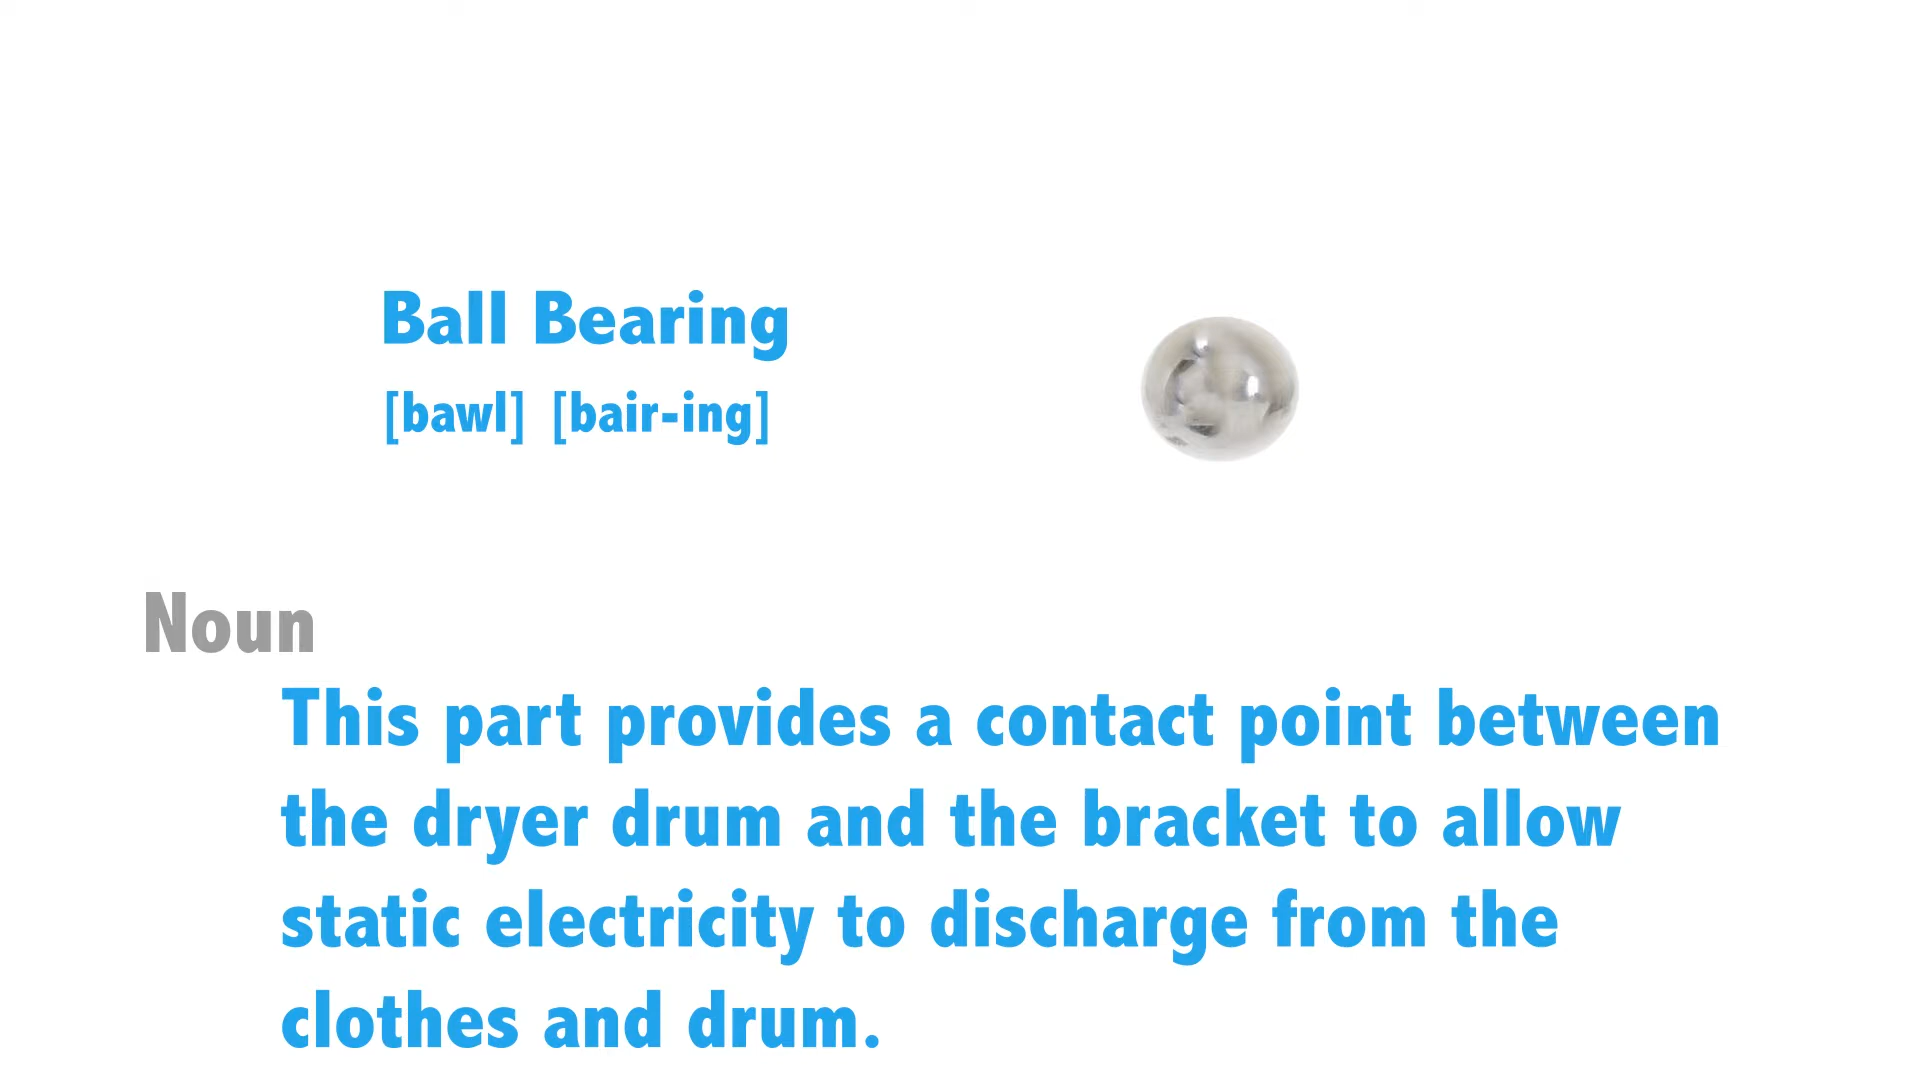 Ball Bearing
[bawl] [bair-ing]
Noun
This part provides a contact point between
the dryer drum and the bracket to allow
static electricity to discharge from the
clothes and drum.